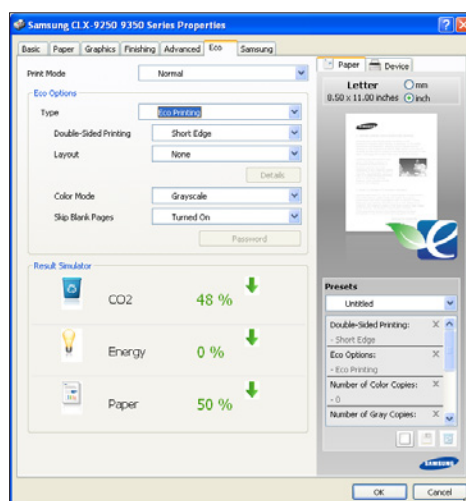 Samsung CLX-9250 9350 Series Properties
Basic Paper Graphics Finishing Advanced Eco Samsung
Print Mode Normal
Eco Options
Type Eco Printing
Double-Sided Printing Short Edge
Layout None
Details
Color Mode Grayscale
Skip Blank Pages Turned On
Password
Result Simulator
CO2 48 %
Energy 0 %
Paper 50 %
Paper Device
Letter mm
8.50 x 11.00 inches inch
Presets
Untitled
Double-Sided Printing: X
- Short Edge
Eco Options: X
- Eco Printing
Number of Color Copies: X
- 0
Number of Gray Copies: X
SAMSUNG
OK Cancel